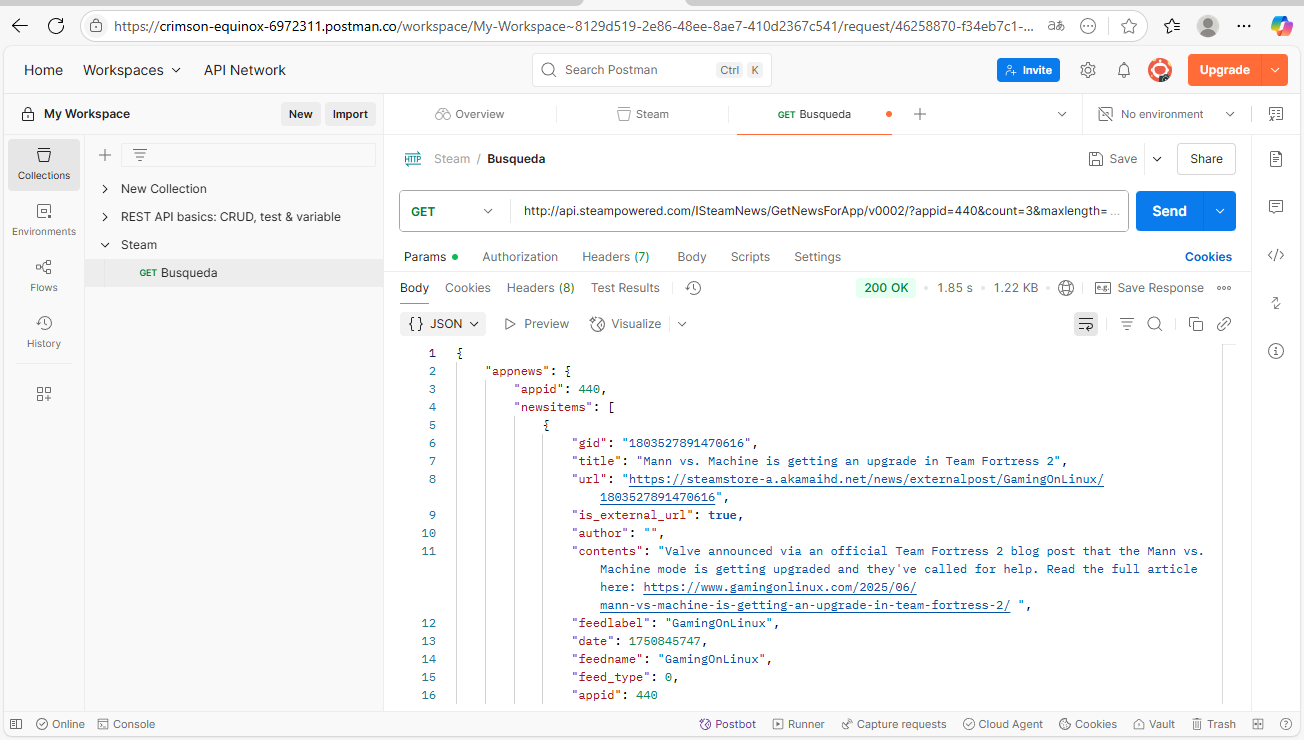 https://crimson-equinox-6972311.postman.co/workspace/My-Workspace~8129d519-2e86-48ee-8ae7-410d2367c541/request/46258870-f34eb7c1-...
Home Workspaces API Network Search Postman Ctrl K Invite Upgrade
My Workspace New Import Overview Steam GET Busqueda No environment
Collections
Environments
Flows
History
New Collection
REST API basics: CRUD, test & variable
Steam
GET Busqueda
HTTP Steam / Busqueda Save Share
GET http://api.steampowered.com/ISteamNews/GetNewsForApp/v0002/?appid=440&count=3&maxlength= ... Send
Params Authorization Headers (7) Body Scripts Settings Cookies
Body Cookies Headers (8) Test Results 200 OK 1.85 s 1.22 KB e.g. Save Response
{} JSON Preview Visualize
1 {
2 "appnews": {
3 "appid": 440,
4 "newsitems": [
5 {
6 "gid": "1803527891470616",
7 "title": "Mann vs. Machine is getting an upgrade in Team Fortress 2",
8 "url": "https://steamstore-a.akamaihd.net/news/externalpost/GamingOnLinux/
1803527891470616",
9 "is_external_url": true,
10 "author": "",
11 "contents": "Valve announced via an official Team Fortress 2 blog post that the Mann vs.
Machine mode is getting upgraded and they've called for help. Read the full article
here: https://www.gamingonlinux.com/2025/06/
mann-vs-machine-is-getting-an-upgrade-in-team-fortress-2/ ",
12 "feedlabel": "GamingOnLinux",
13 "date": 1750845747,
14 "feedname": "GamingOnLinux",
15 "feed_type": 0,
16 "appid": 440
Online Console Postbot Runner Capture requests Cloud Agent Cookies Vault Trash